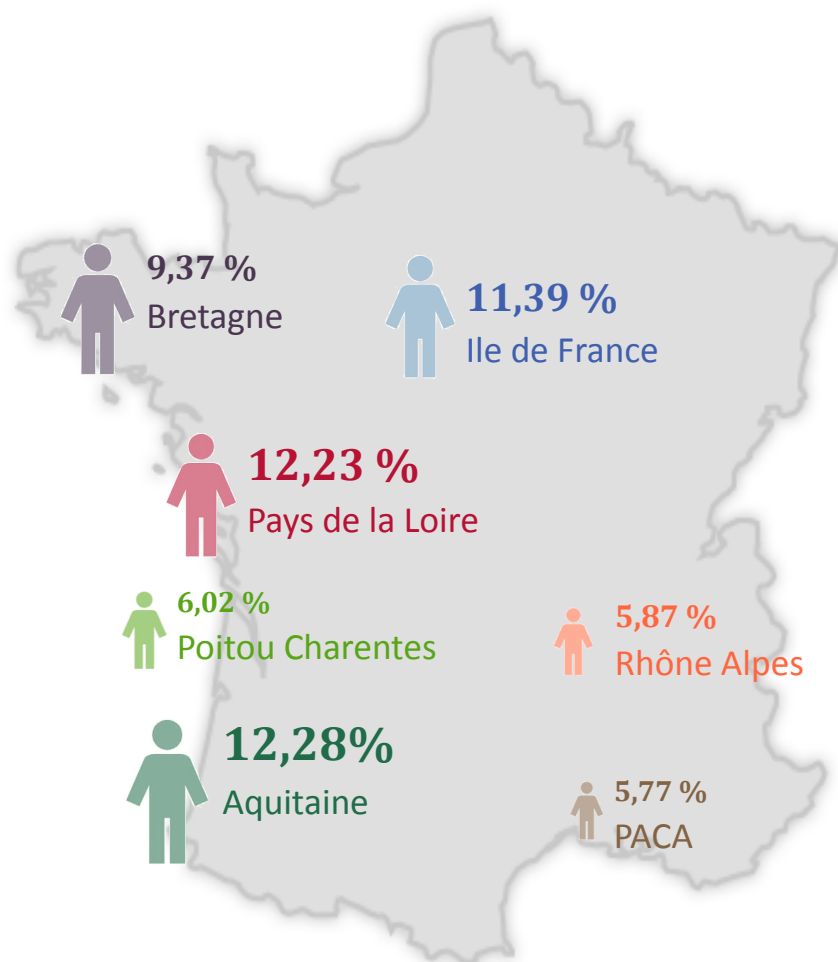 9,37 %
Bretagne
11,39 %
Ile de France
12,23 %
Pays de la Loire
6,02 %
Poitou Charentes
5,87 %
Rhône Alpes
12,28%
Aquitaine
5,77 %
PACA